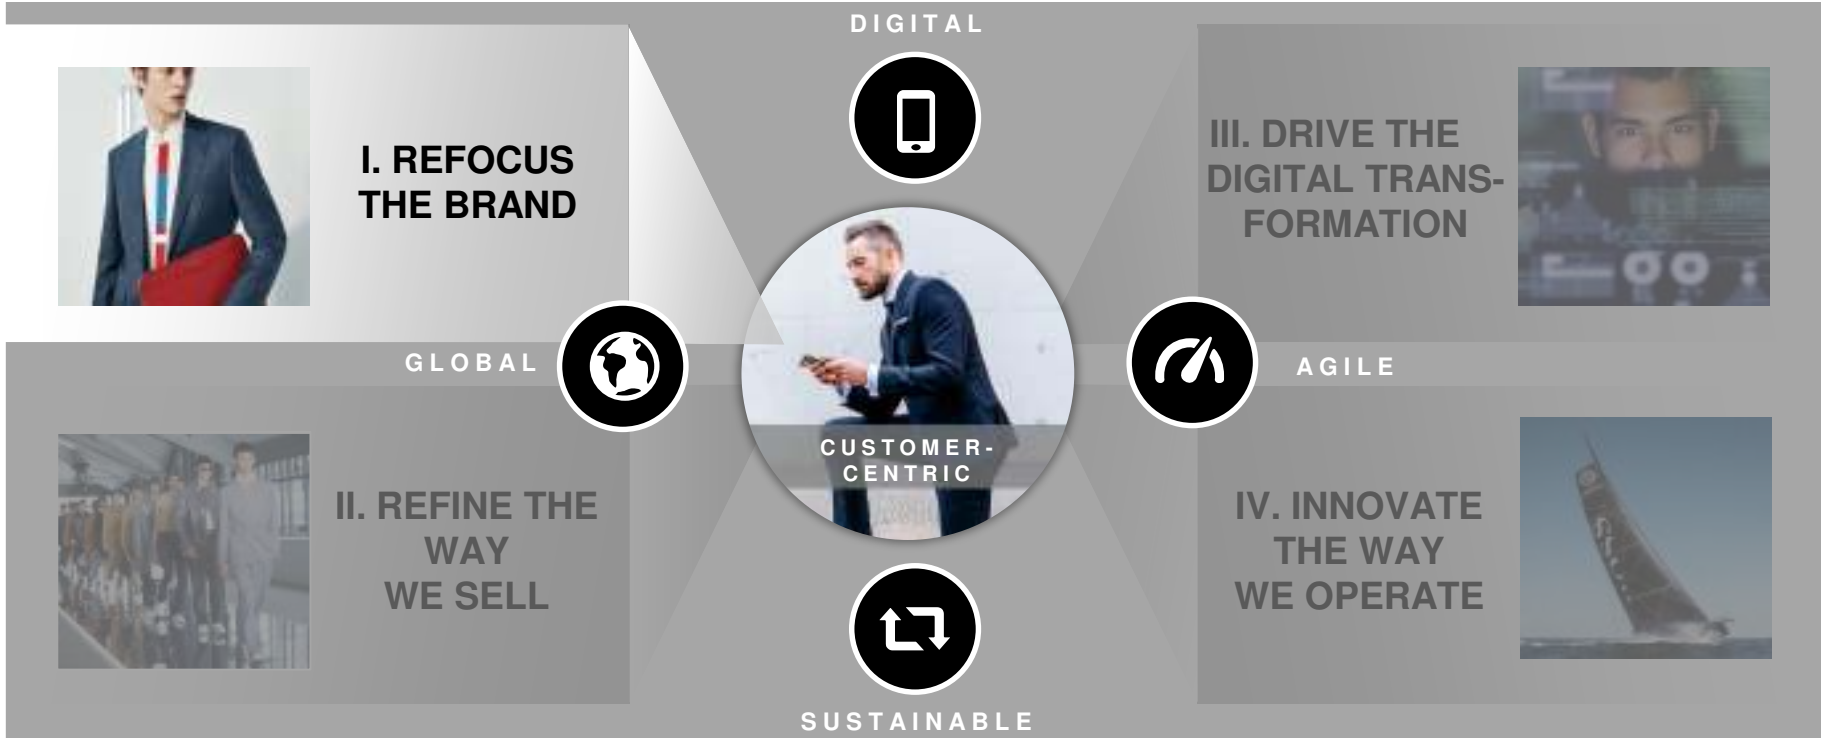 DIGITAL
I. REFOCUS
THE BRAND
III. DRIVE THE
DIGITAL TRANS-
FORMATION
GLOBAL
AGILE
CUSTOMER-
CENTRIC
II. REFINE THE
WAY
WE SELL
IV. INNOVATE
THE WAY
WE OPERATE
SUSTAINABLE